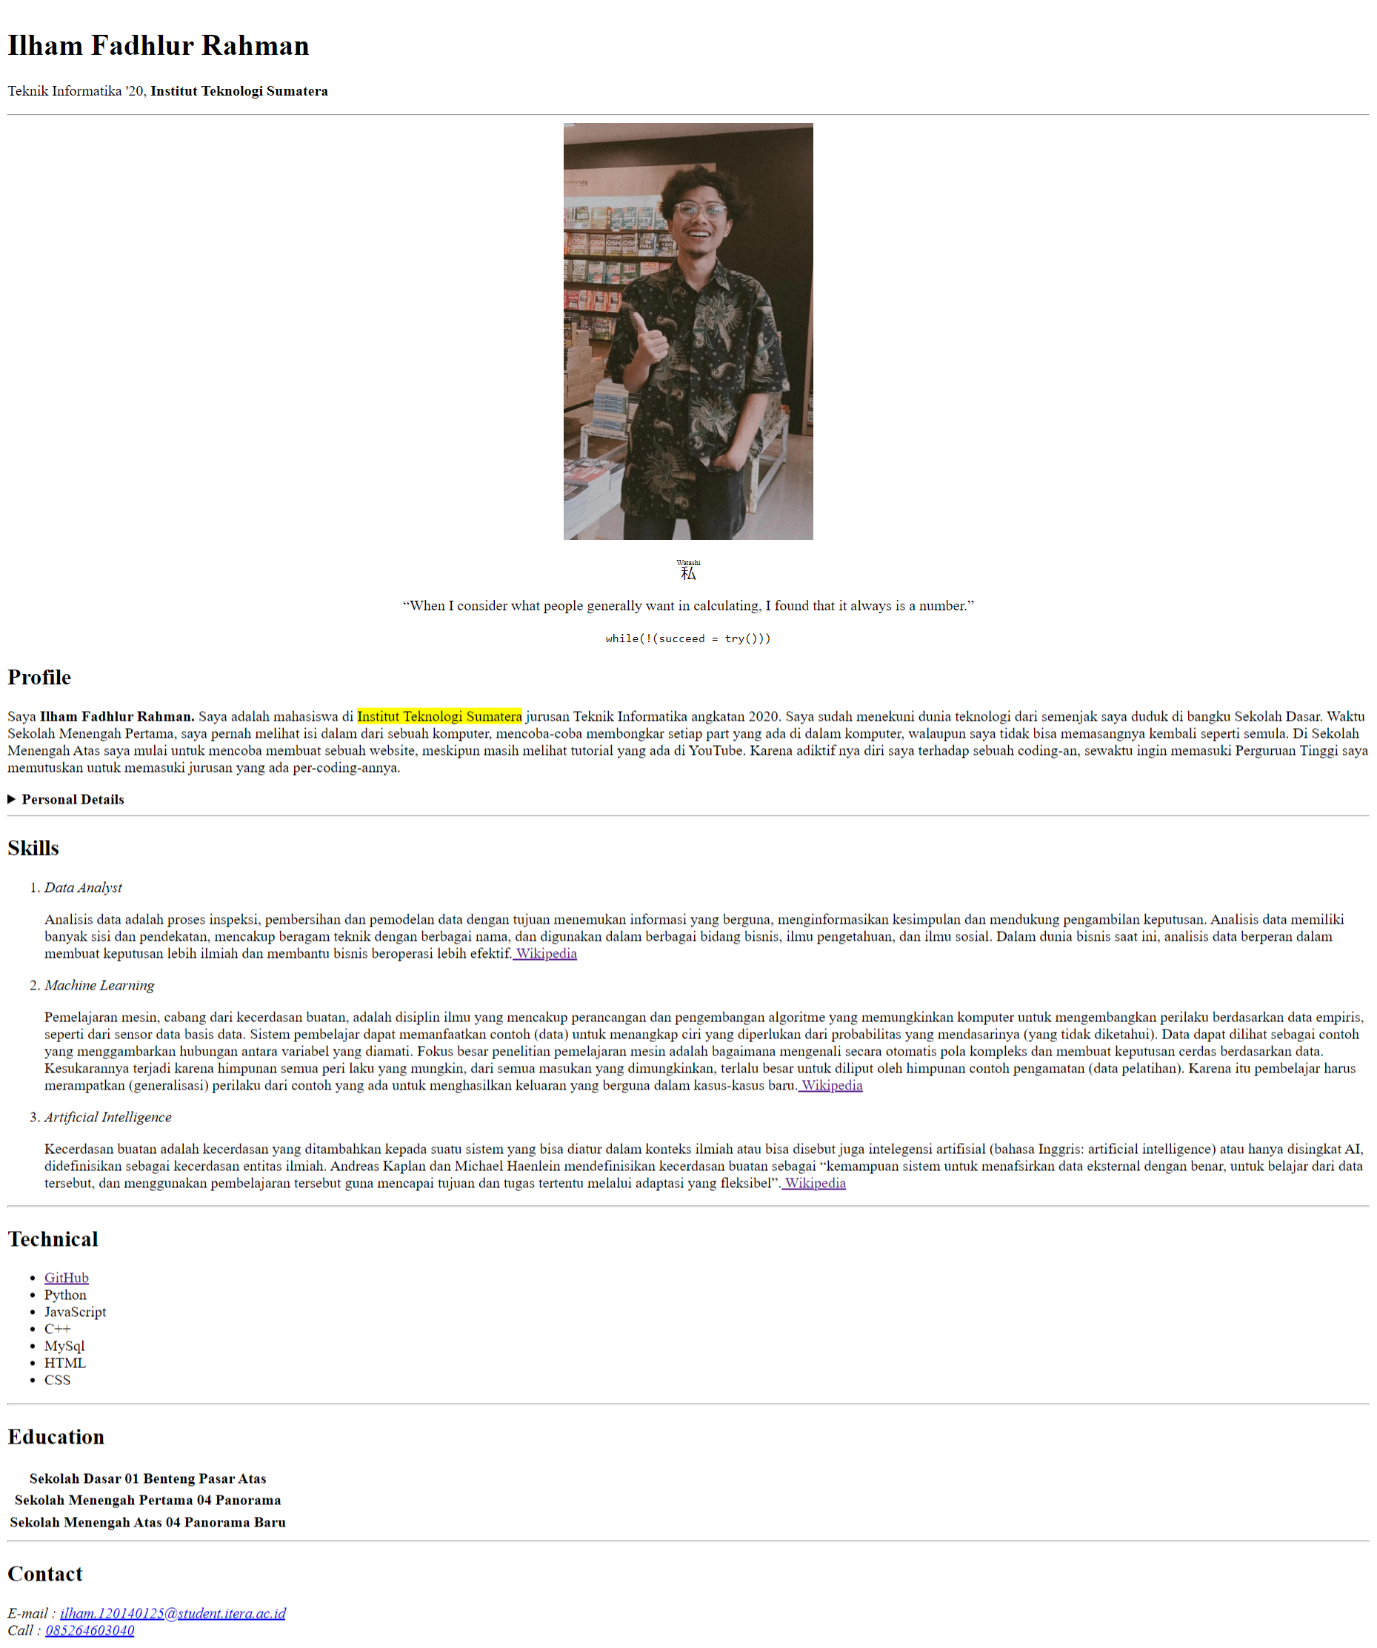 Ilham Fadhlur Rahman
Teknik Informatika '20, Institut Teknologi Sumatera
Watashi
私
“When I consider what people generally want in calculating, I found that it always is a number.”
while(!(succeed = try()))
Profile
Saya Ilham Fadhlur Rahman. Saya adalah mahasiswa di Institut Teknologi Sumatera jurusan Teknik Informatika angkatan 2020. Saya sudah menekuni dunia teknologi dari semenjak saya duduk di bangku Sekolah Dasar. Waktu
Sekolah Menengah Pertama, saya pernah melihat isi dalam dari sebuah komputer, mencoba-coba membongkar setiap part yang ada di dalam komputer, walaupun saya tidak bisa memasangnya kembali seperti semula. Di Sekolah
Menengah Atas saya mulai untuk mencoba membuat sebuah website, meskipun masih melihat tutorial yang ada di YouTube. Karena adiktif nya diri saya terhadap sebuah coding-an, sewaktu ingin memasuki Perguruan Tinggi saya
memutuskan untuk memasuki jurusan yang ada per-coding-annya.
Personal Details
Skills
1. Data Analyst
Analisis data adalah proses inspeksi, pembersihan dan pemodelan data dengan tujuan menemukan informasi yang berguna, menginformasikan kesimpulan dan mendukung pengambilan keputusan. Analisis data memiliki
banyak sisi dan pendekatan, mencakup beragam teknik dengan berbagai nama, dan digunakan dalam berbagai bidang bisnis, ilmu pengetahuan, dan ilmu sosial. Dalam dunia bisnis saat ini, analisis data berperan dalam
membuat keputusan lebih ilmiah dan membantu bisnis beroperasi lebih efektif. Wikipedia
2. Machine Learning
Pemelajaran mesin, cabang dari kecerdasan buatan, adalah disiplin ilmu yang mencakup perancangan dan pengembangan algoritme yang memungkinkan komputer untuk mengembangkan perilaku berdasarkan data empiris,
seperti dari sensor data basis data. Sistem pembelajar dapat memanfaatkan contoh (data) untuk menangkap ciri yang diperlukan dari probabilitas yang mendasarinya (yang tidak diketahui). Data dapat dilihat sebagai contoh
yang menggambarkan hubungan antara variabel yang diamati. Fokus besar penelitian pemelajaran mesin adalah bagaimana mengenali secara otomatis pola kompleks dan membuat keputusan cerdas berdasarkan data.
Kesukarannya terjadi karena himpunan semua peri laku yang mungkin, dari semua masukan yang dimungkinkan, terlalu besar untuk diliput oleh himpunan contoh pengamatan (data pelatihan). Karena itu pembelajar harus
merampatkan (generalisasi) perilaku dari contoh yang ada untuk menghasilkan keluaran yang berguna dalam kasus-kasus baru. Wikipedia
3. Artificial Intelligence
Kecerdasan buatan adalah kecerdasan yang ditambahkan kepada suatu sistem yang bisa diatur dalam konteks ilmiah atau bisa disebut juga intelegensi artifisial (bahasa Inggris: artificial intelligence) atau hanya disingkat AI,
didefinisikan sebagai kecerdasan entitas ilmiah. Andreas Kaplan dan Michael Haenlein mendefinisikan kecerdasan buatan sebagai “kemampuan sistem untuk menafsirkan data eksternal dengan benar, untuk belajar dari data
tersebut, dan menggunakan pembelajaran tersebut guna mencapai tujuan dan tugas tertentu melalui adaptasi yang fleksibel”. Wikipedia
Technical
• GitHub
• Python
• JavaScript
• C++
• MySql
• HTML
• CSS
Education
Sekolah Dasar 01 Benteng Pasar Atas
Sekolah Menengah Pertama 04 Panorama
Sekolah Menengah Atas 04 Panorama Baru
Contact
E-mail : ilham.120140125@student.itera.ac.id
Call : 085264603040